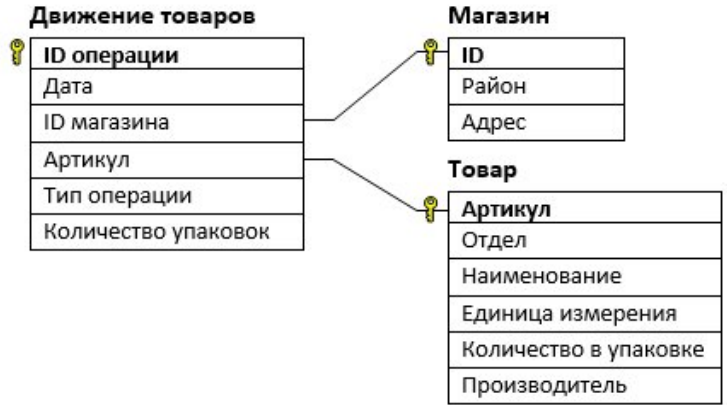 Движение товаров
ID операции
Дата
ID магазина
Артикул
Тип операции
Количество упаковок
Магазин
ID
Район
Адрес
Товар
Артикул
Отдел
Наименование
Единица измерения
Количество в упаковке
Производитель